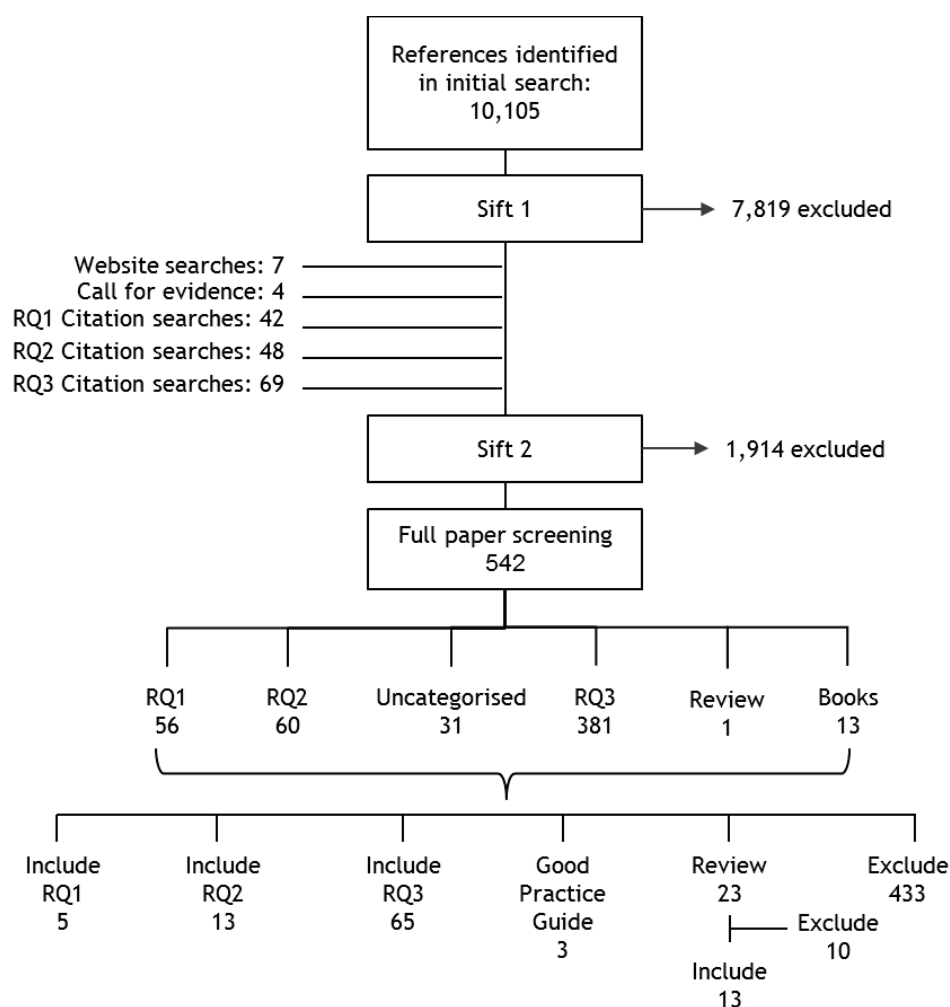 References identified
in initial search:
10,105
Sift 1
7,819 excluded
Website searches: 7
Call for evidence: 4
RQ1 Citation searches: 42
RQ2 Citation searches: 48
RQ3 Citation searches: 69
Sift 2
1,914 excluded
Full paper screening
542
RQ1
56
RQ2
60
Uncategorised
31
RQ3
381
Review
1
Books
13
Include
RQ1
5
Include
RQ2
13
Include
RQ3
65
Good
Practice
Guide
3
Review
23
Exclude
10
Include
13
Exclude
433